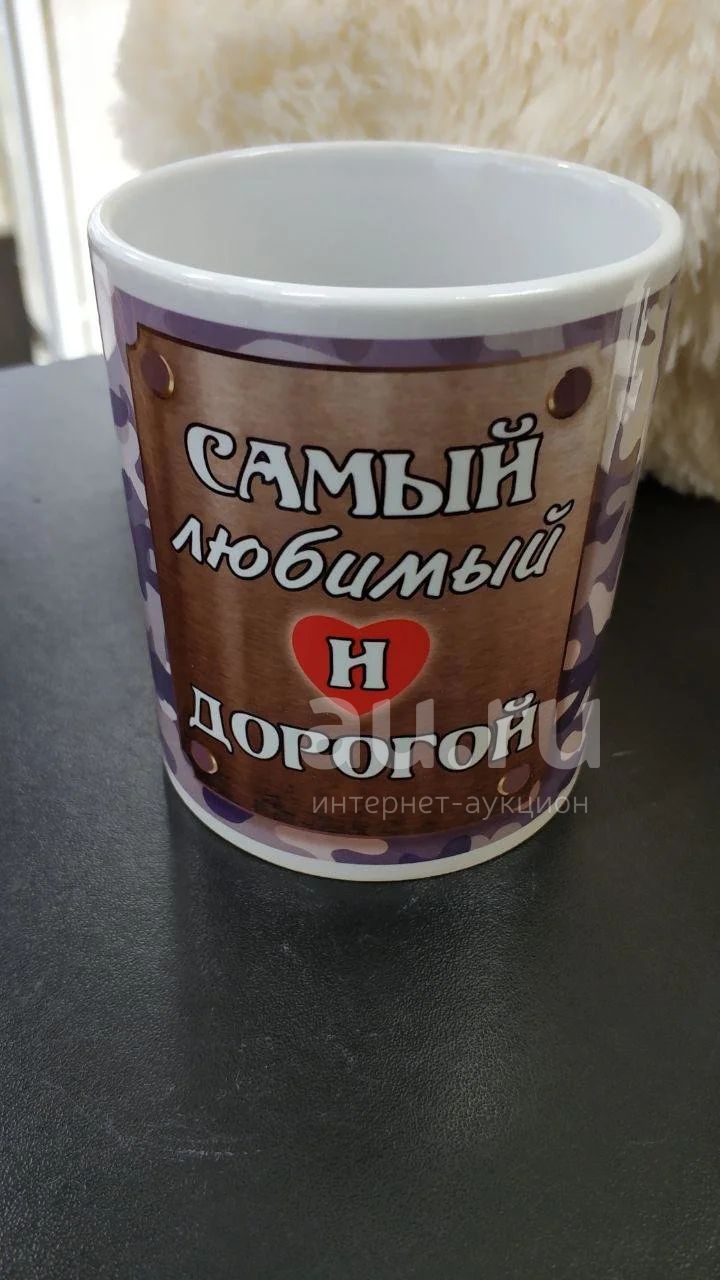 САМЫЙ
любимый
И
ДОРОГОЙ
au.ru
интернет-аукцион